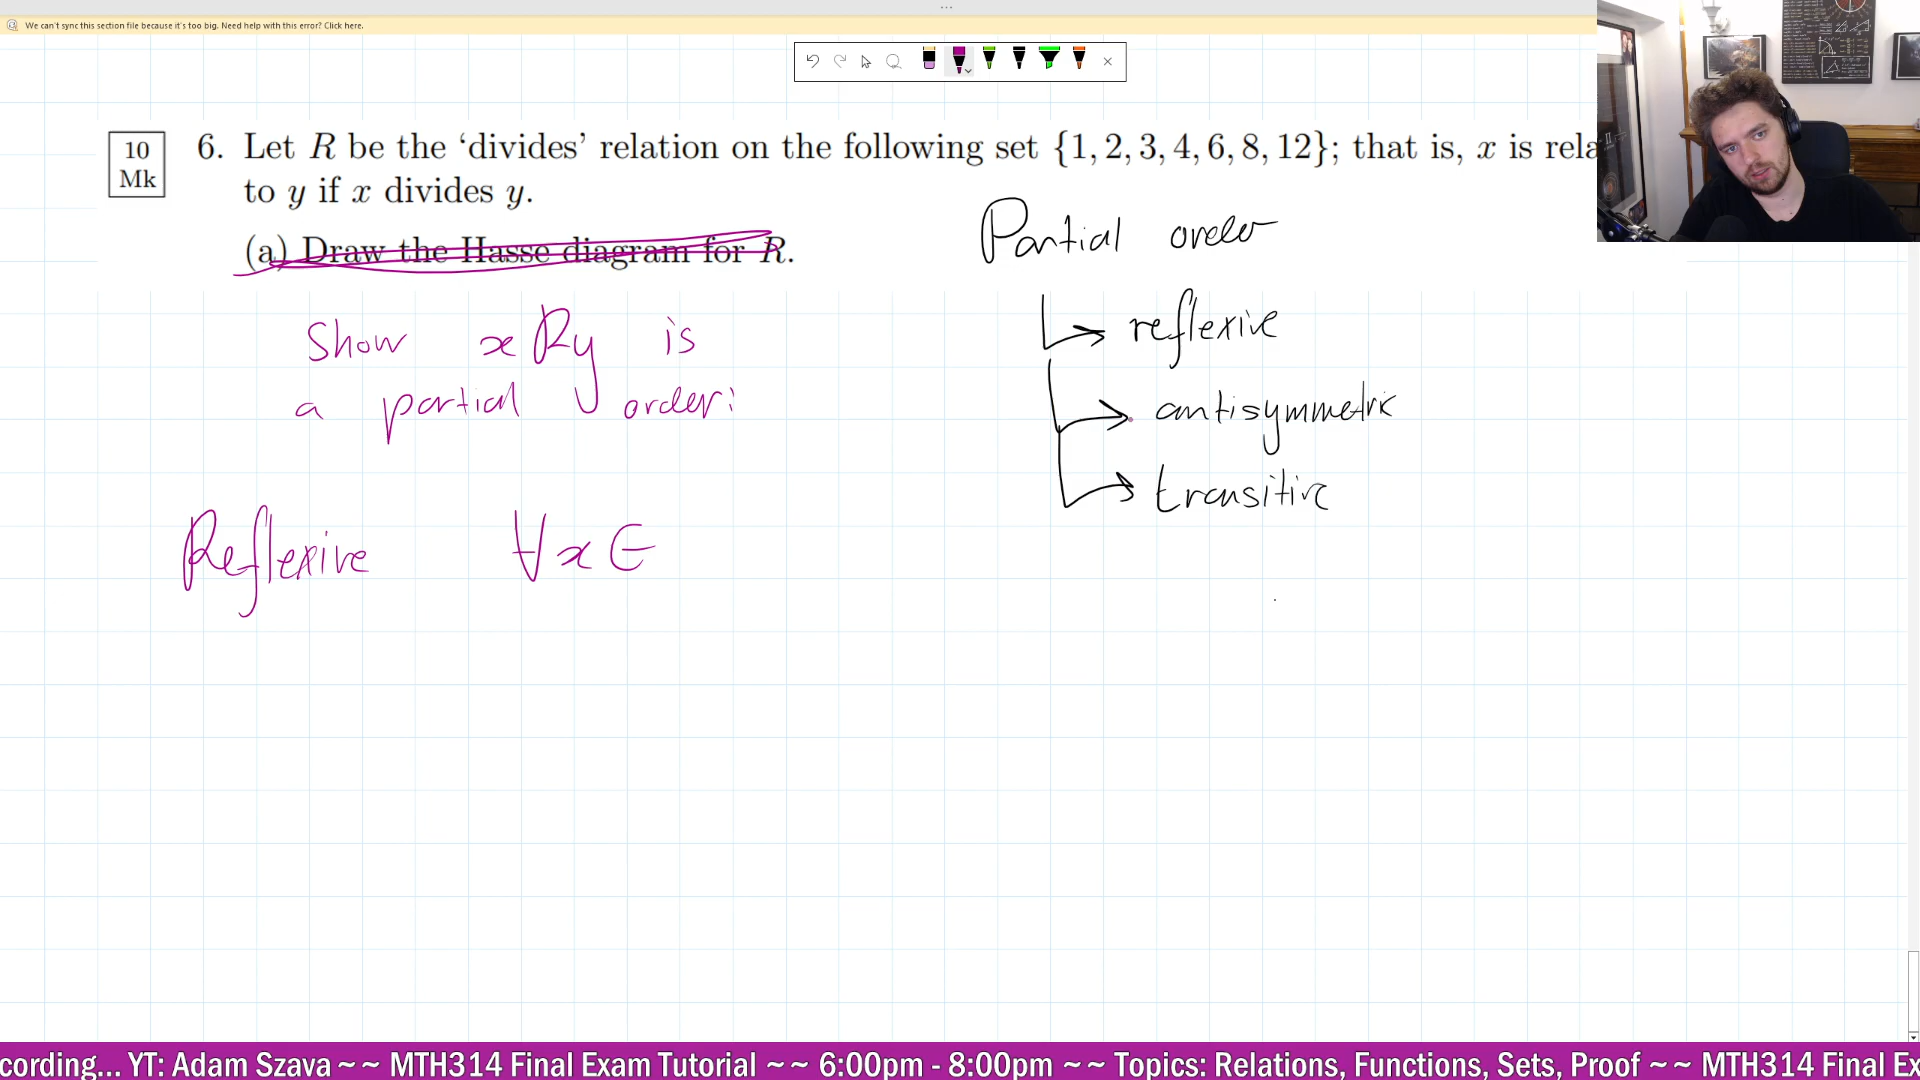 We can't sync this section file because it's too big. Need help with this error? Click here.
10
Mk
6. Let R be the ‘divides’ relation on the following set {1, 2, 3, 4, 6, 8, 12}; that is, x is rela
to y if x divides y.
(a) Draw the Hasse diagram for R.
Partial order
reflexive
antisymmetric
transitive
Show xRy is
a partial order:
Reflexive ∀x∈
cording... YT: Adam Szava ~~ MTH314 Final Exam Tutorial ~~ 6:00pm - 8:00pm ~~ Topics: Relations, Functions, Sets, Proof ~~ MTH314 Final Ex